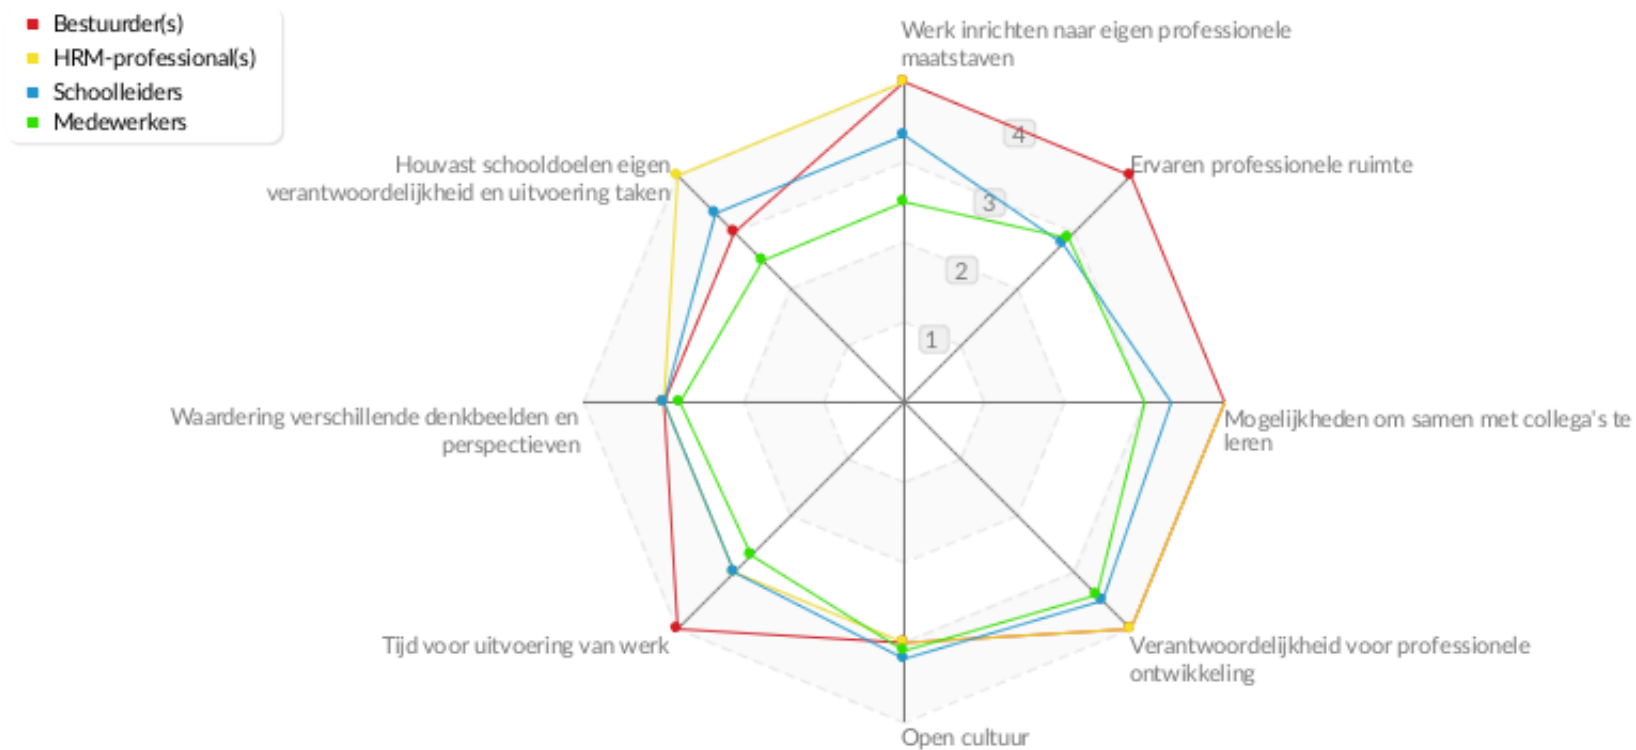 Bestuurder(s)
HRM-professional(s)
Schoolleiders
Medewerkers
Werk inrichten naar eigen professionele
maatstaven
4
Houvast schooldoelen eigen
verantwoordelijkheid en uitvoering taken
Ervaren professionele ruimte
3
2
1
Waardering verschillende denkbeelden en
perspectieven
Mogelijkheden om samen met collega's te
leren
Tijd voor uitvoering van werk
Verantwoordelijkheid voor professionele
ontwikkeling
Open cultuur